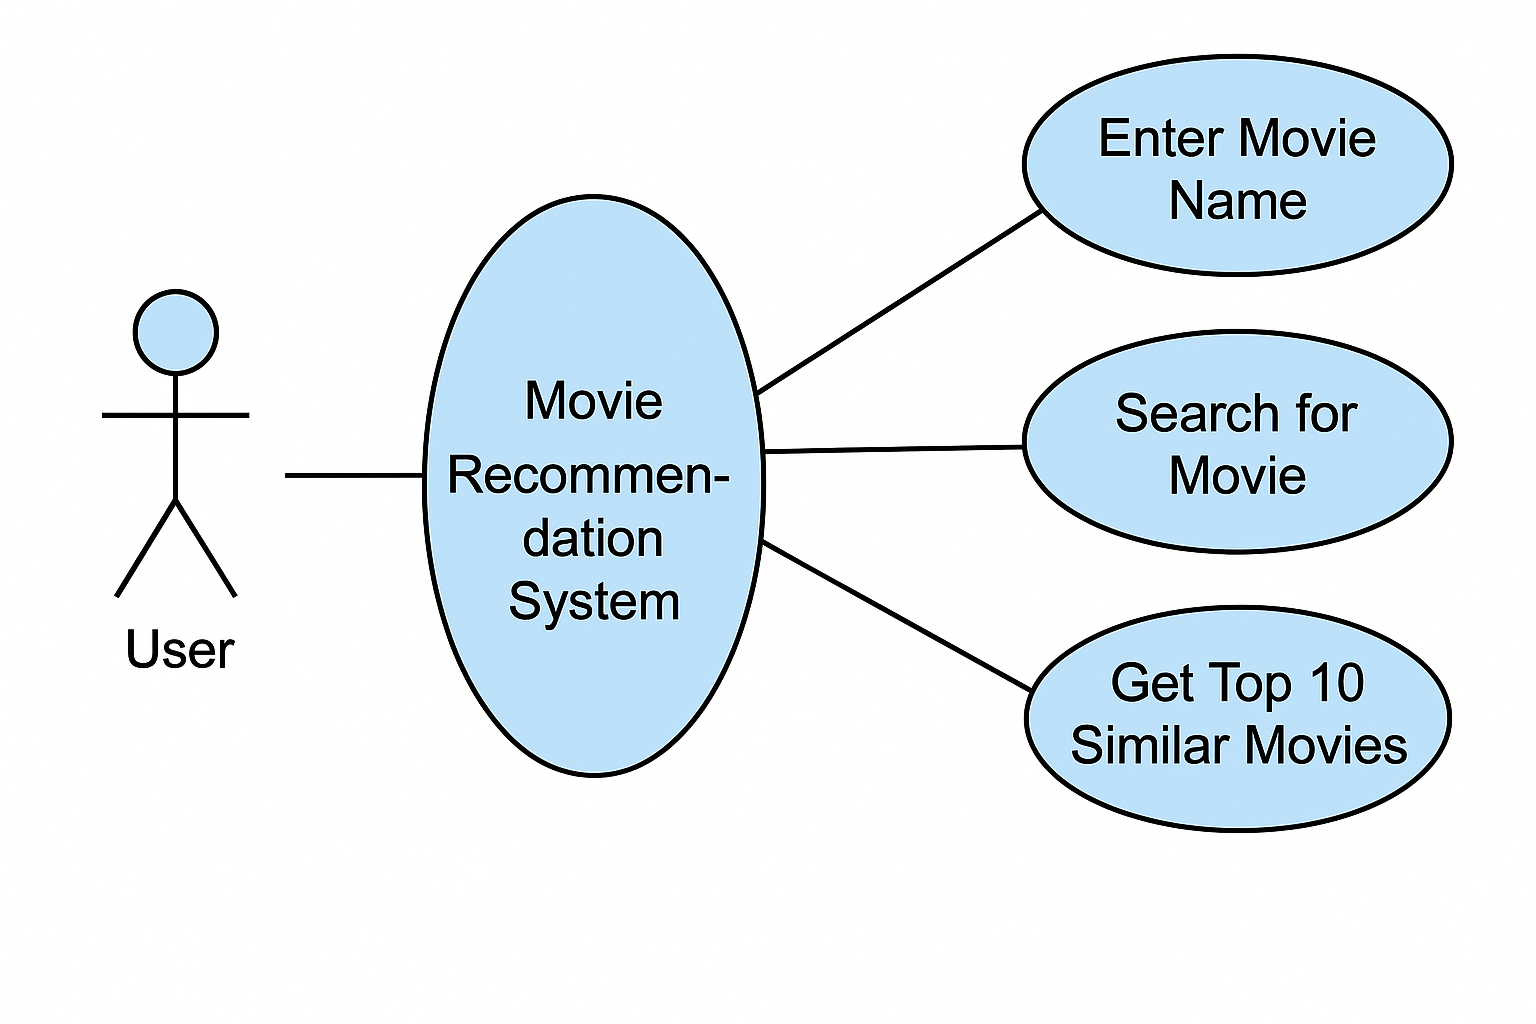 User
Movie
Recommen-
dation
System
Enter Movie
Name
Search for
Movie
Get Top 10
Similar Movies